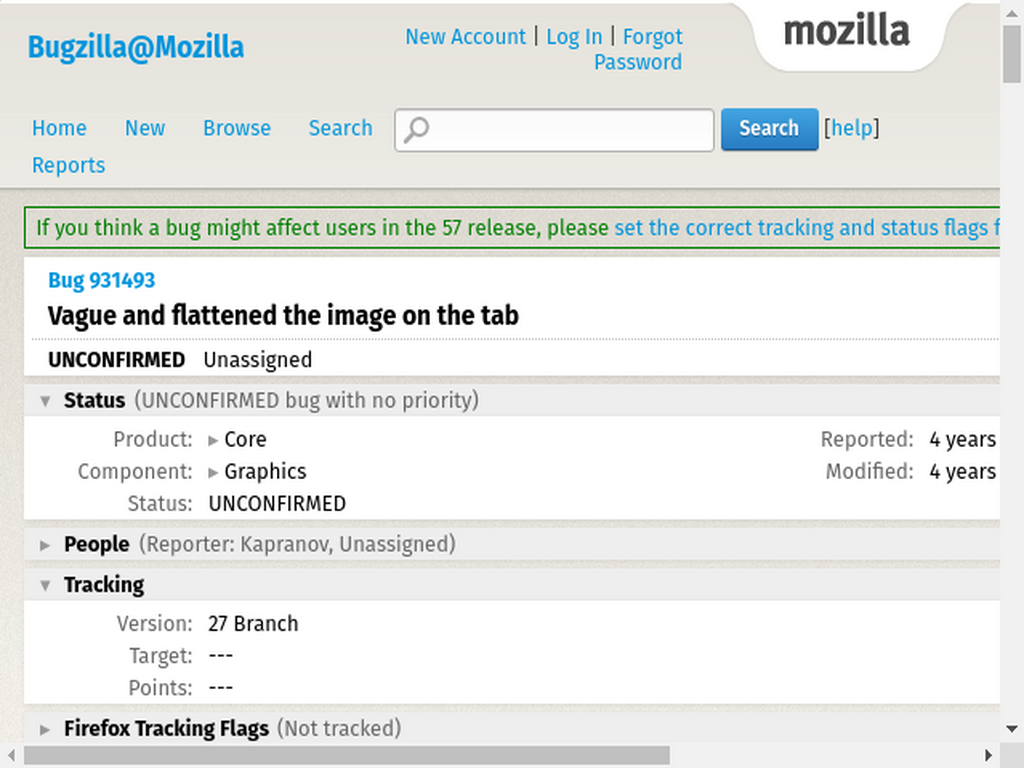 Bugzilla@Mozilla
New Account | Log In | Forgot
Password
mozilla
Home New Browse Search
Search [help]
Reports
If you think a bug might affect users in the 57 release, please set the correct tracking and status flags
Bug 931493
Vague and flattened the image on the tab
UNCONFIRMED Unassigned
Status (UNCONFIRMED bug with no priority)
Product: Core
Reported: 4 years
Component: Graphics
Modified: 4 years
Status: UNCONFIRMED
People (Reporter: Kapranov, Unassigned)
Tracking
Version: 27 Branch
Target: ---
Points: ---
Firefox Tracking Flags (Not tracked)